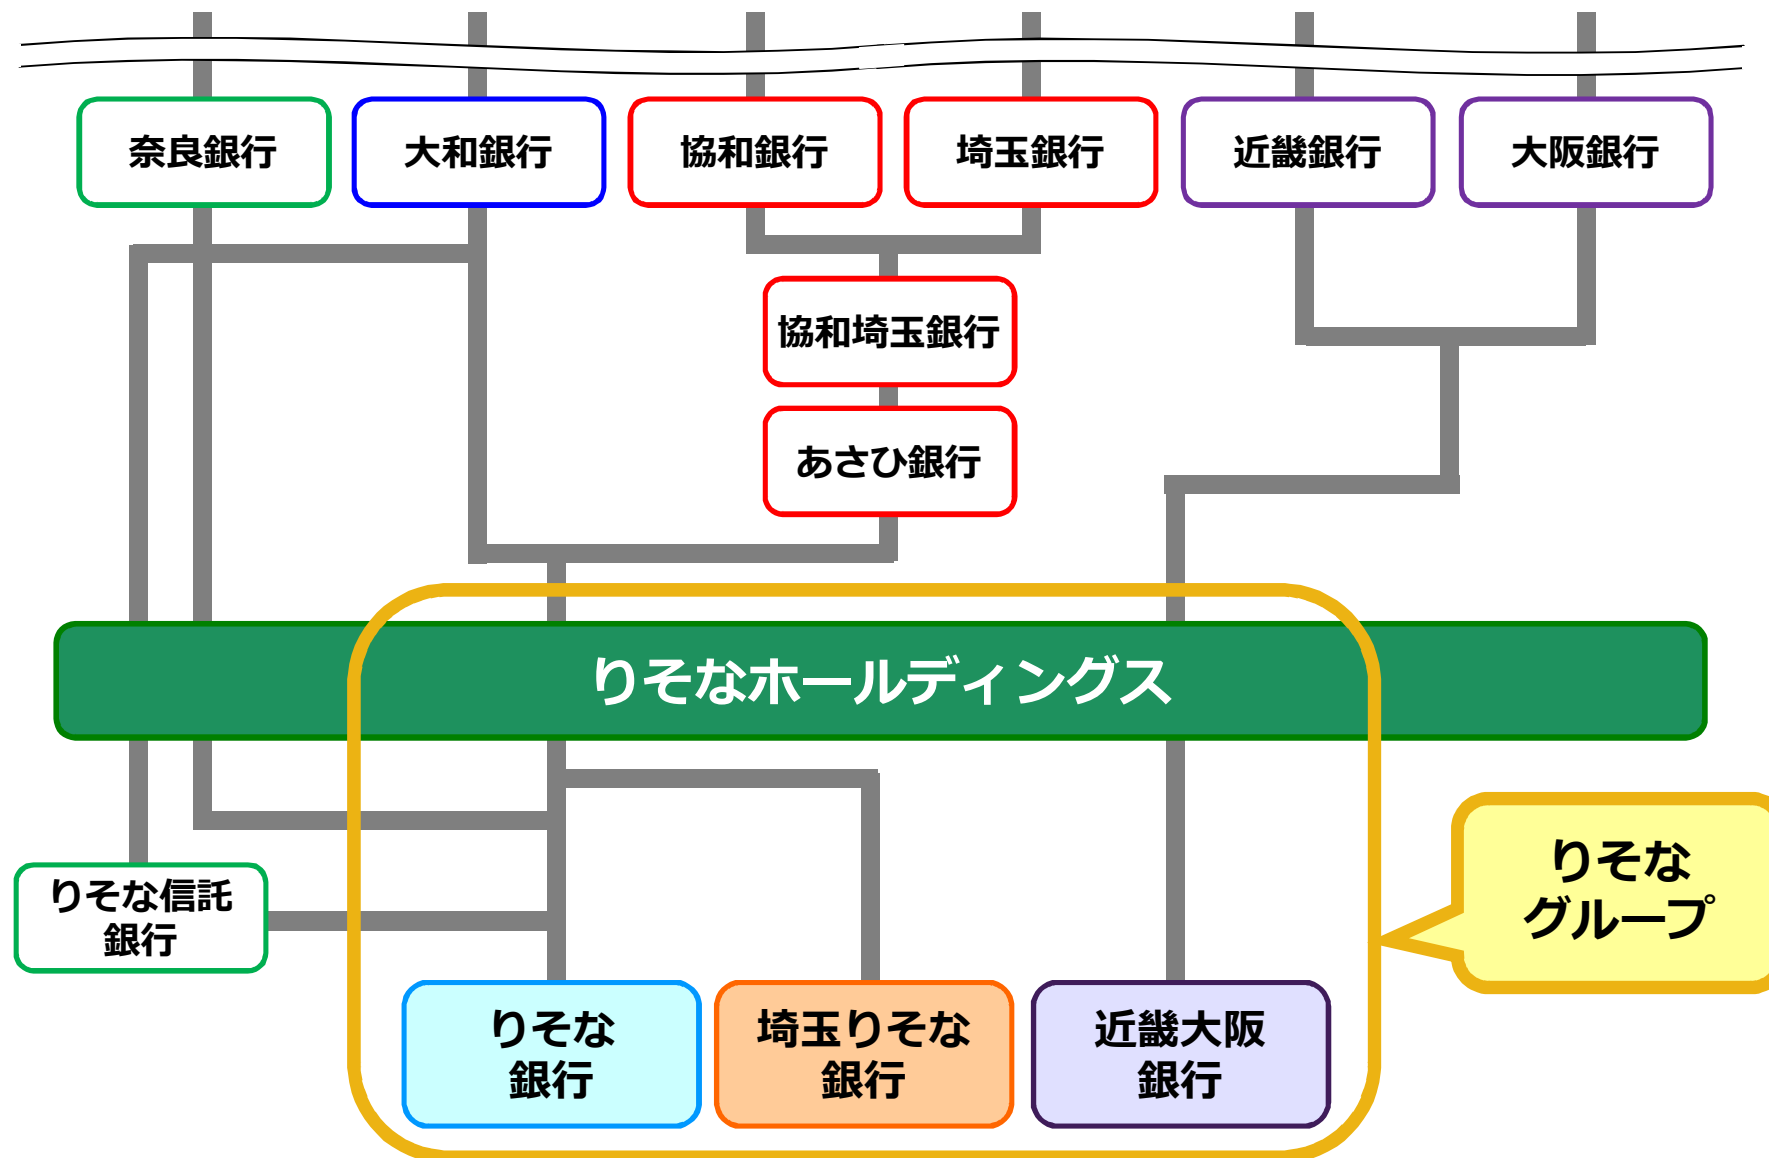 奈良銀行
大和銀行
協和銀行
埼玉銀行
近畿銀行
大阪銀行
協和埼玉銀行
あさひ銀行
りそなホールディングス
りそな
グループ
りそな信託
銀行
りそな
銀行
埼玉りそな
銀行
近畿大阪
銀行